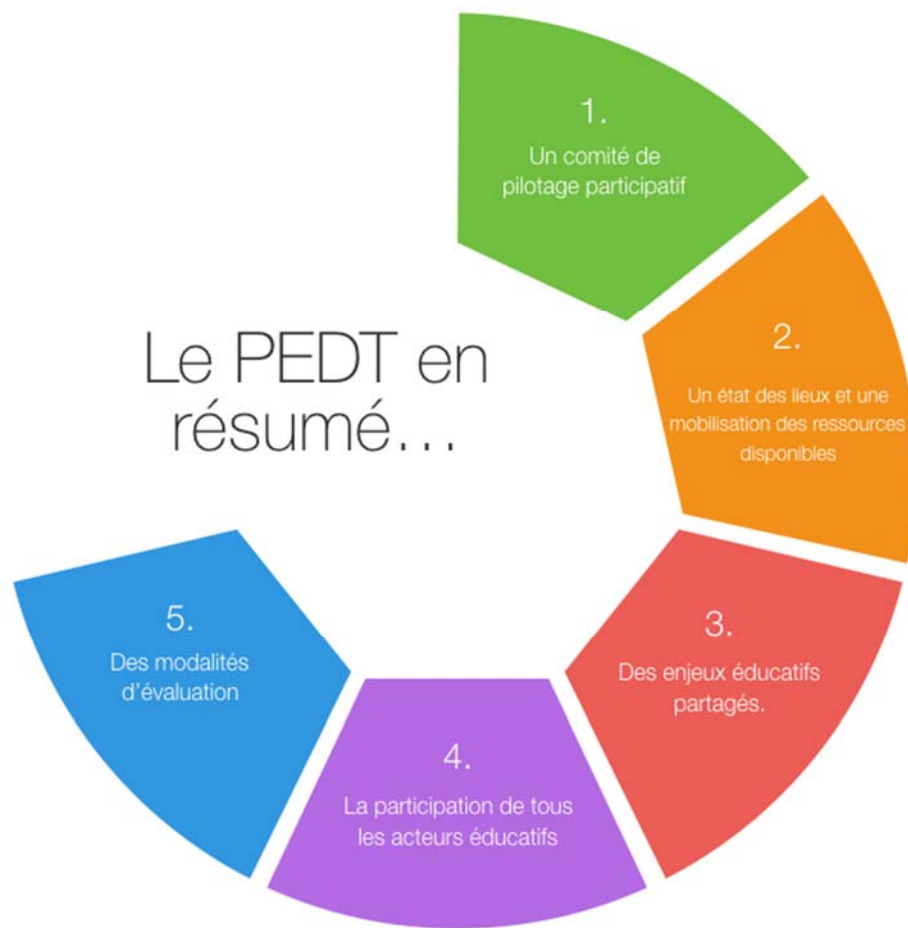 Le PEDT en
résumé...
1.
Un comité de
pilotage participatif
2.
Un état des lieux et une
mobilisation des ressources
disponibles
3.
Des enjeux éducatifs
partagés.
4.
La participation de tous
les acteurs éducatifs
5.
Des modalités
d'évaluation